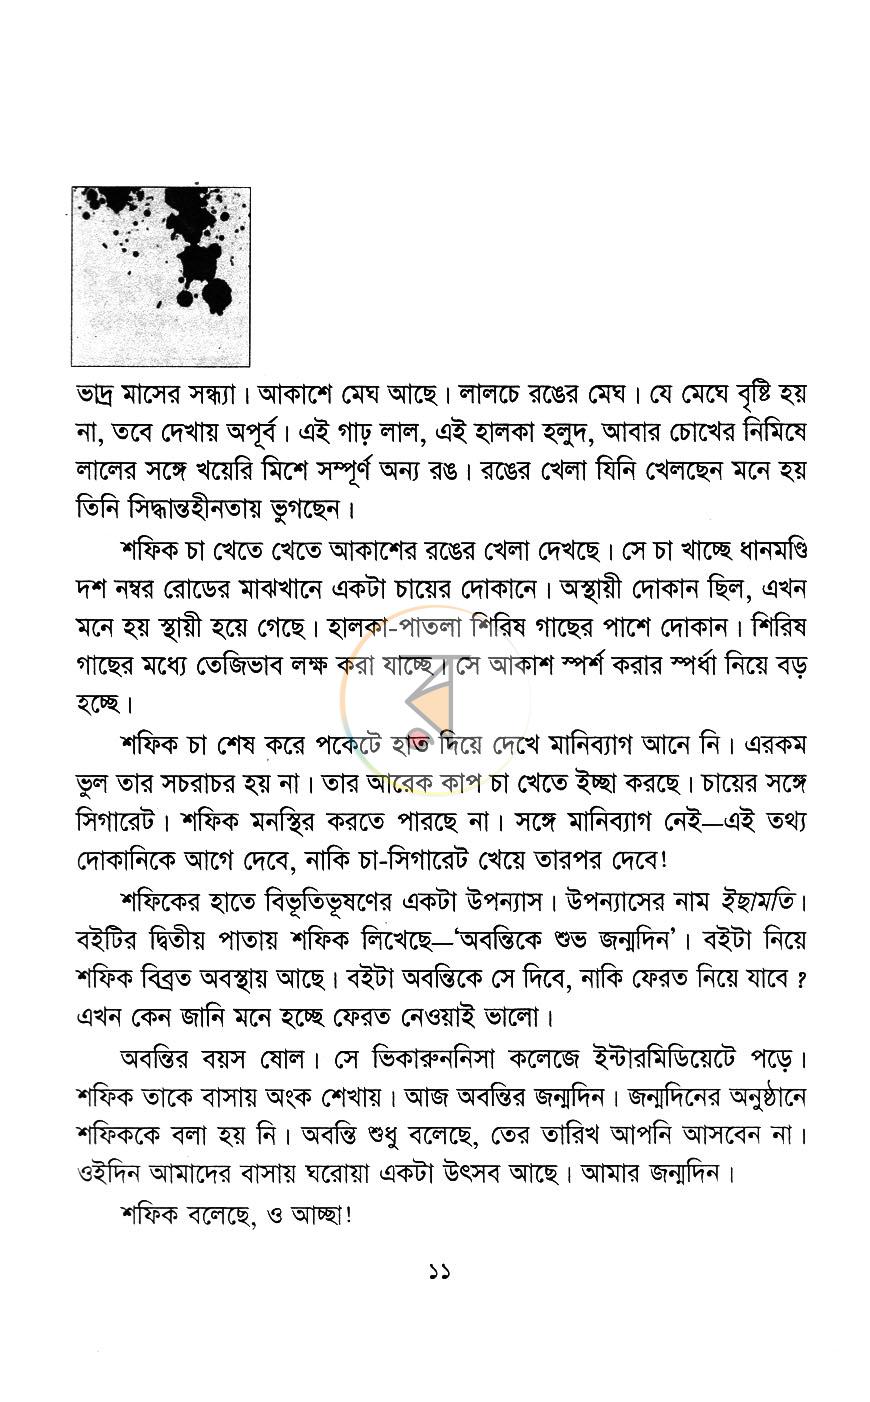 ভাদ্র মাসের সন্ধ্যা। আকাশে মেঘ আছে। লালচে রঙের মেঘ। যে মেঘে বৃষ্টি হয়
না, তবে দেখায় অপূর্ব। এই গাঢ় লাল, এই হালকা হলুদ, আবার চোখের নিমিষে
লালের সঙ্গে খয়েরি মিশে সম্পূর্ণ অন্য রঙ। রঙের খেলা যিনি খেলছেন মনে হয়
তিনি সিদ্ধান্তহীনতায় ভুগছেন।
শফিক চা খেতে খেতে আকাশের রঙের খেলা দেখছে। সে চা খাচ্ছে ধানমণ্ডি
দশ নম্বর রোডের মাঝখানে একটা চায়ের দোকানে। অস্থায়ী দোকান ছিল, এখন
মনে হয় স্থায়ী হয়ে গেছে। হালকা-পাতলা শিরিষ গাছের পাশে দোকান। শিরিষ
গাছের মধ্যে তেজিভাব লক্ষ করা যাচ্ছে। সে আকাশ স্পর্শ করার স্পর্ধা নিয়ে বড়
হচ্ছে।
শফিক চা শেষ করে পকেটে হাত দিয়ে দেখে মানিব্যাগ আনে নি। এরকম
ভুল তার সচরাচর হয় না। তার আরেক কাপ চা খেতে ইচ্ছা করছে। চায়ের সঙ্গে
সিগারেট। শফিক মনস্থির করতে পারছে না। সঙ্গে মানিব্যাগ নেই—এই তথ্য
দোকানিকে আগে দেবে, নাকি চা-সিগারেট খেয়ে তারপর দেবে!
শফিকের হাতে বিভূতিভূষণের একটা উপন্যাস। উপন্যাসের নাম ইছামতি।
বইটির দ্বিতীয় পাতায় শফিক লিখেছে—‘অবন্তিকে শুভ জন্মদিন’। বইটা নিয়ে
শফিক বিব্রত অবস্থায় আছে। বইটা অবন্তিকে সে দিবে, নাকি ফেরত নিয়ে যাবে ?
এখন কেন জানি মনে হচ্ছে ফেরত নেওয়াই ভালো।
অবন্তির বয়স ষোল। সে ভিকারুননিসা কলেজে ইন্টারমিডিয়েটে পড়ে।
শফিক তাকে বাসায় অংক শেখায়। আজ অবন্তির জন্মদিন। জন্মদিনের অনুষ্ঠানে
শফিককে বলা হয় নি। অবন্তি শুধু বলেছে, তের তারিখ আপনি আসবেন না।
ওইদিন আমাদের বাসায় ঘরোয়া একটা উৎসব আছে। আমার জন্মদিন।
শফিক বলেছে, ও আচ্ছা!
১১